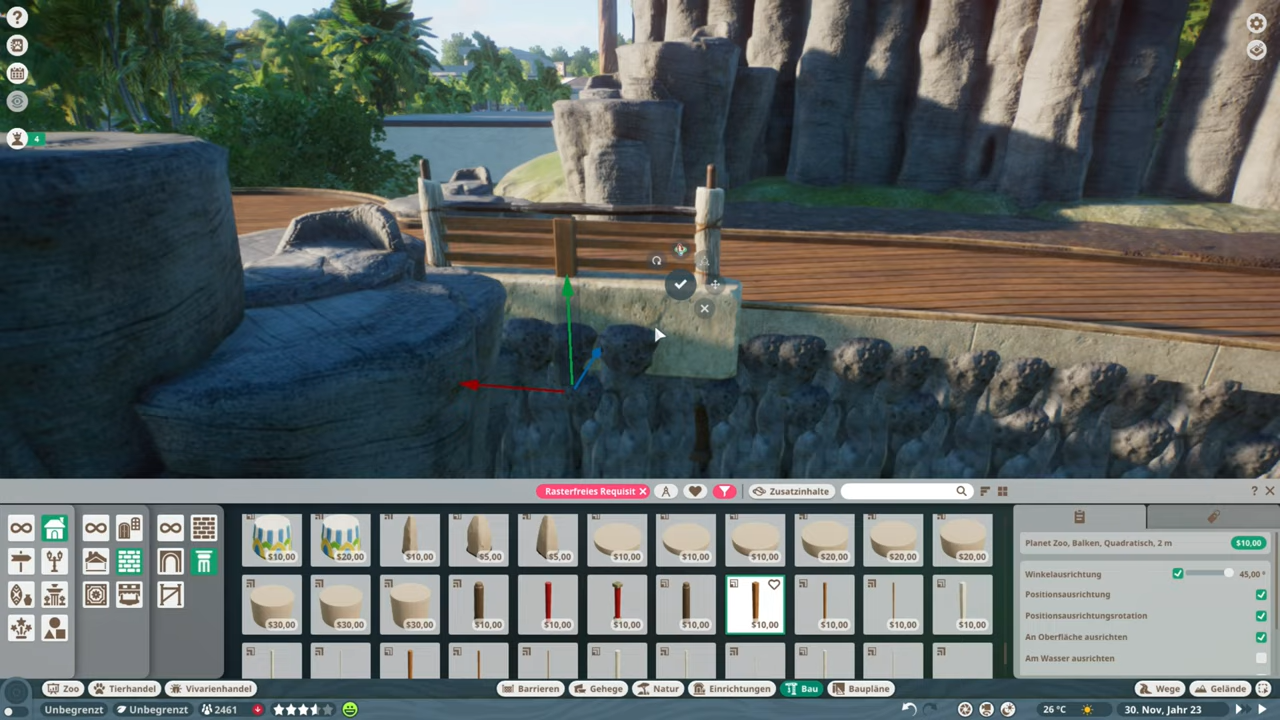 4
Rasterfreies Requisit ×
Zusatzinhalte
?
$10,00
$20,00
$10,00
$5,00
$5,00
$10,00
$10,00
$10,00
$20,00
$20,00
$20,00
$30,00
$30,00
$30,00
$10,00
$10,00
$10,00
$10,00
$10,00
$10,00
$10,00
$10,00
Planet Zoo, Balken, Quadratisch, 2 m
$10,00
Winkelausrichtung
45,00 °
Positionsausrichtung
Positionsausrichtungsrotation
An Oberfläche ausrichten
Am Wasser ausrichten
Zoo
Tierhandel
Vivarienhandel
Barrieren
Gehege
Natur
Einrichtungen
Bau
Baupläne
Wege
Gelände
Unbegrenzt
Unbegrenzt
2461
26 °C
30. Nov, Jahr 23